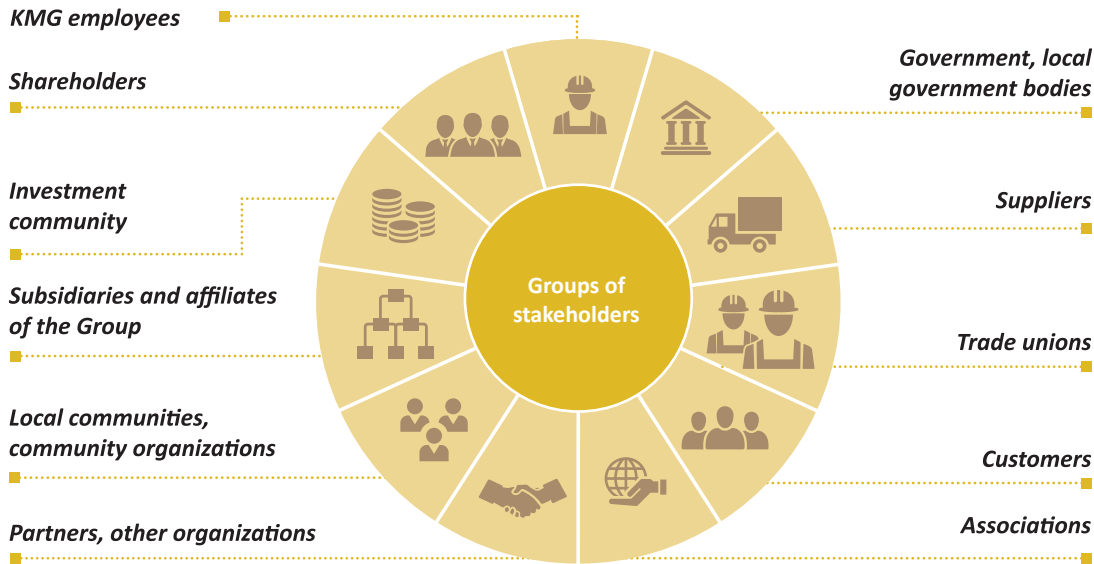 KMG employees
Shareholders
Investment
community
Subsidiaries and affiliates
of the Group
Local communities,
community organizations
Partners, other organizations
Groups of
stakeholders
Government, local
government bodies
Suppliers
Trade unions
Customers
Associations